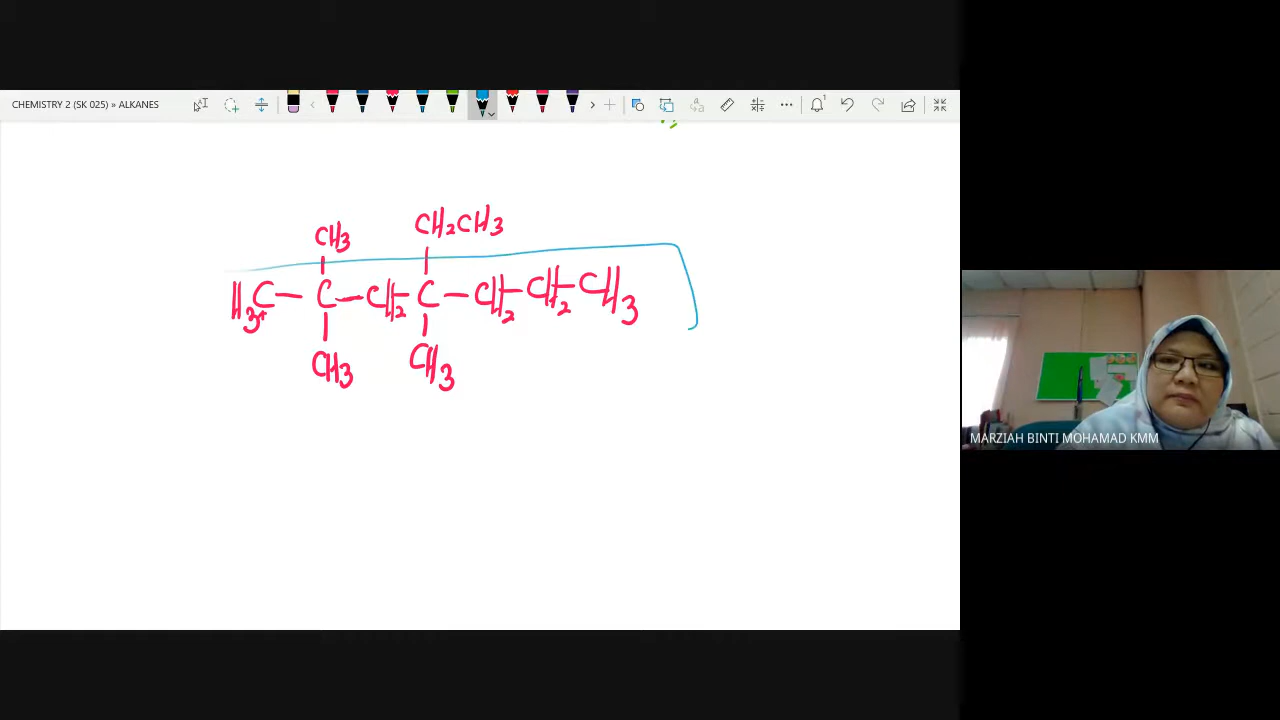 CHEMISTRY 2 (SK 025) » ALKANES
CH3 CH2CH3
H3C — C — CH2 — C — CH2 — CH2 — CH3
CH3 CH3
MARZIAH BINTI MOHAMAD KMM